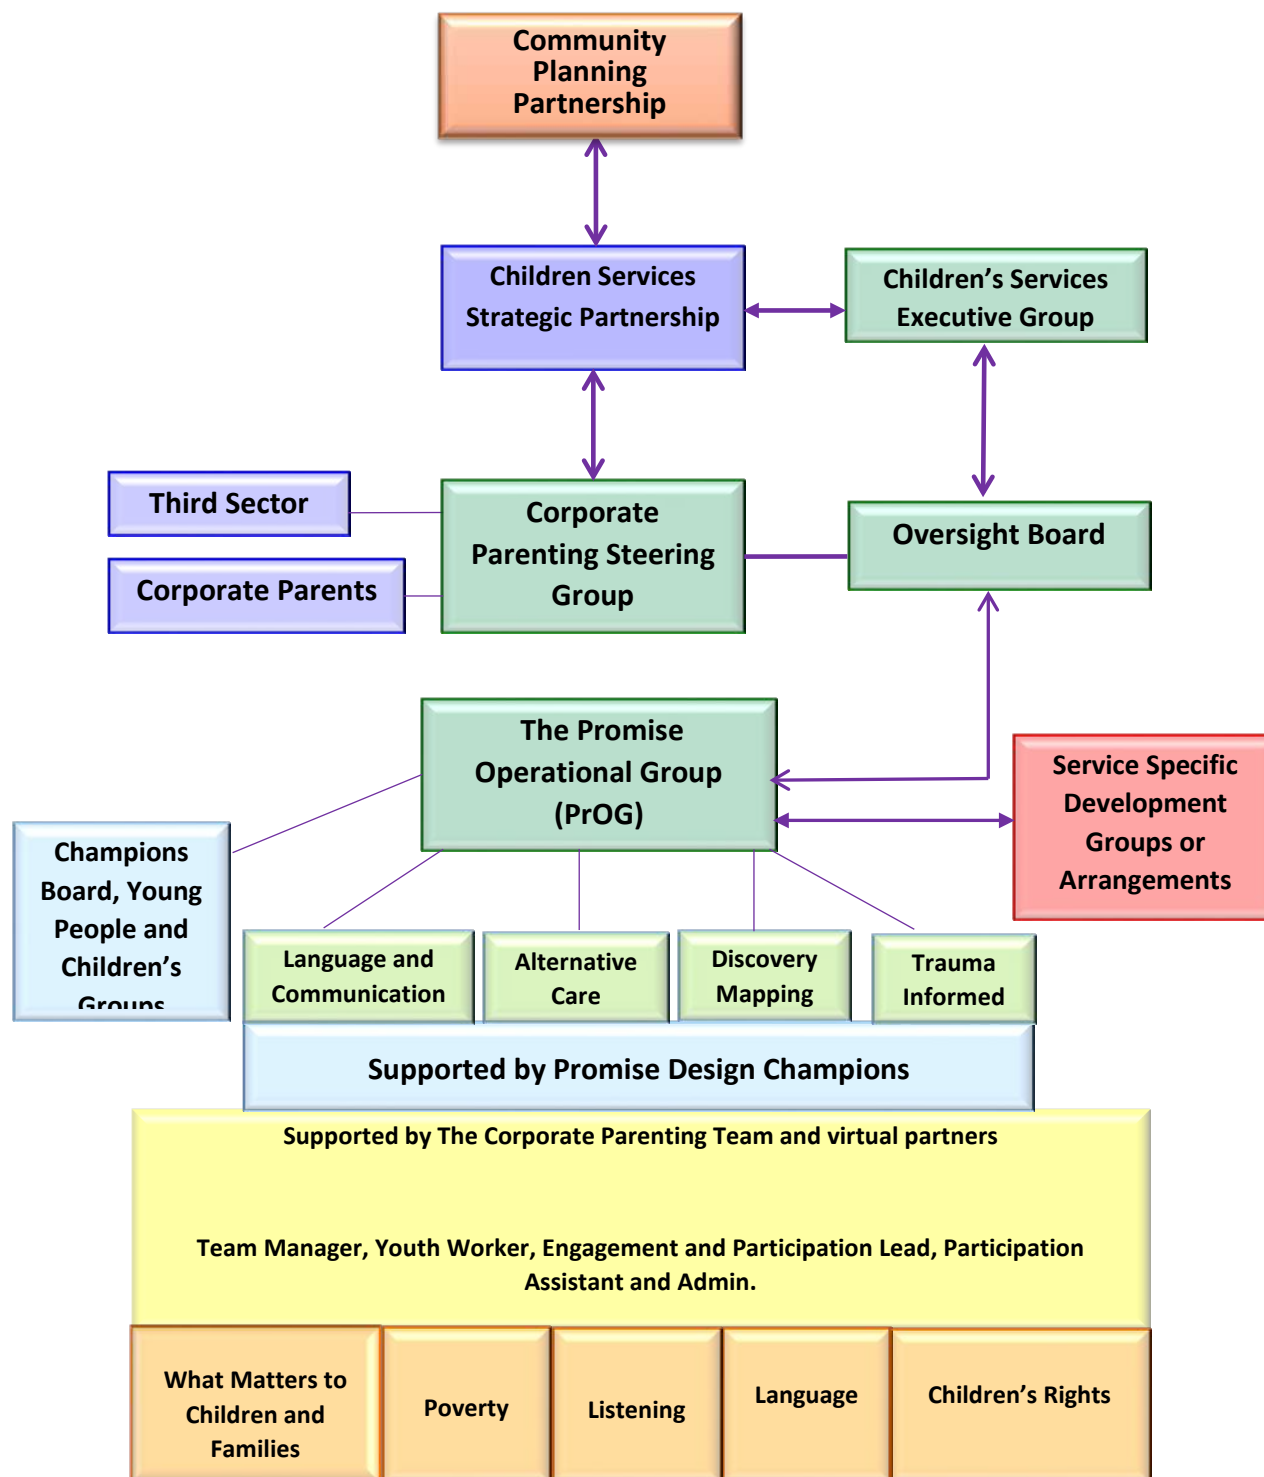 Community
Planning
Partnership
Children Services
Strategic Partnership
Children's Services
Executive Group
Third Sector
Corporate Parents
Corporate
Parenting Steering
Group
Oversight Board
The Promise
Operational Group
(PrOG)
Service Specific
Development
Groups or
Arrangements
Champions
Board, Young
People and
Children's
Groups
Language and
Communication
Alternative
Care
Discovery
Mapping
Trauma
Informed
Supported by Promise Design Champions
Supported by The Corporate Parenting Team and virtual partners
Team Manager, Youth Worker, Engagement and Participation Lead, Participation
Assistant and Admin.
What Matters to
Children and
Families
Poverty
Listening
Language
Children's Rights